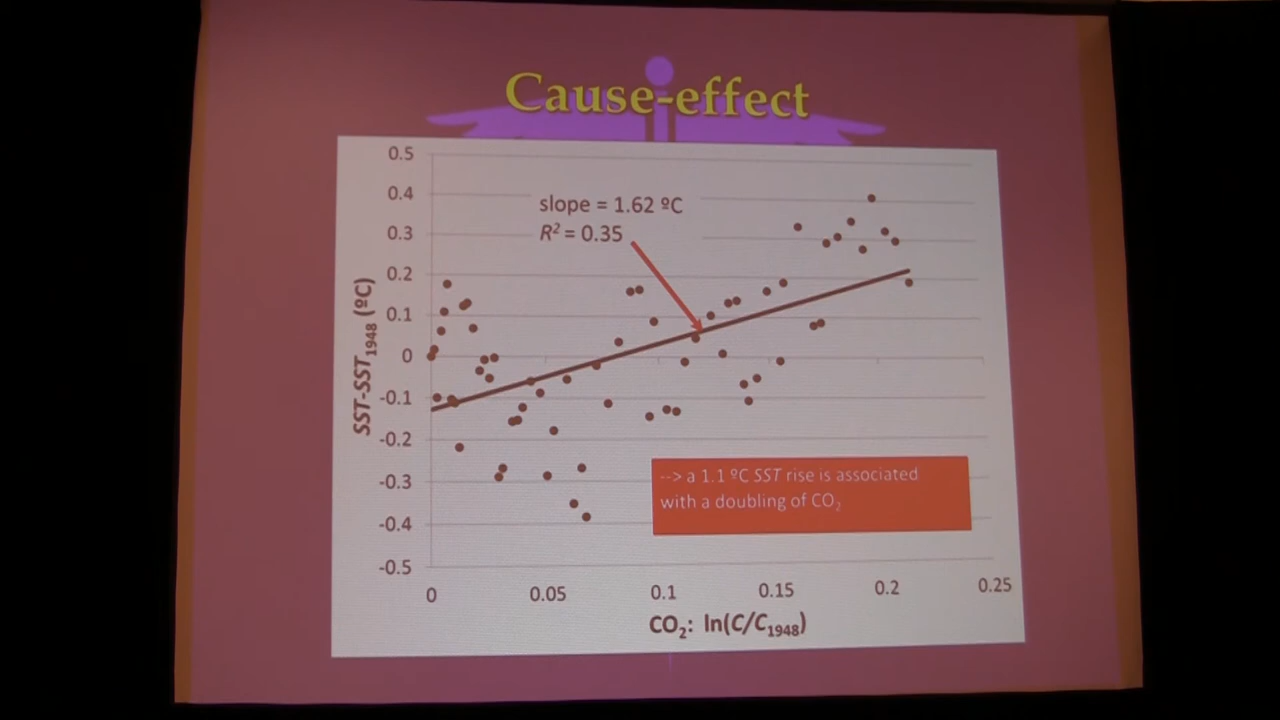 Cause-effect
0.5
0.4
0.3
0.2
0.1
0
-0.1
-0.2
-0.3
-0.4
-0.5
SST-SST1948 (ºC)
slope = 1.62 ºC
R² = 0.35
--> a 1.1 ºC SST rise is associated
with a doubling of CO₂
0 0.05 0.1 0.15 0.2 0.25
CO₂: ln(C/C1948)